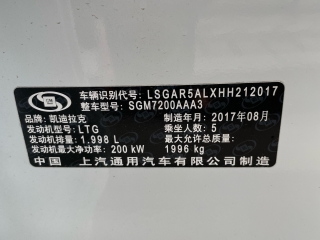 车辆识别代号: LSGAR5ALXHH212017
整车型号: SGM7200AAA3
品牌: 凯迪拉克 制造年月: 2017年08月
发动机型号: LTG 乘坐人数: 5
发动机排量: 1.998 L 最大允许总质量:
发动机最大净功率: 200 kW 1996 kg
中国 上汽通用汽车有限公司制造